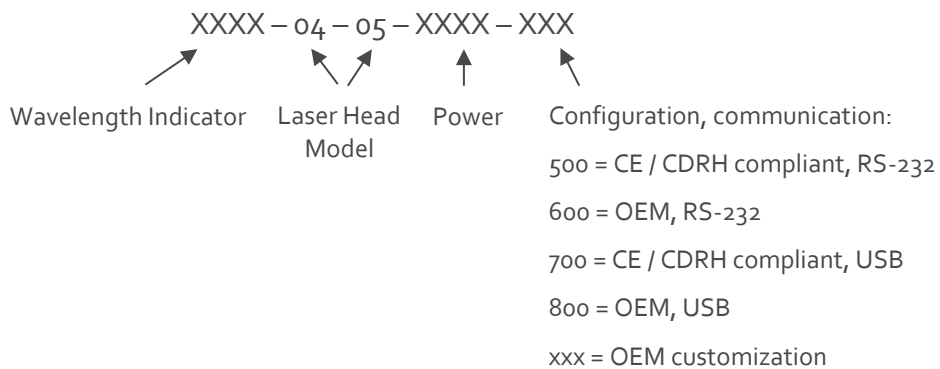 XXXX – 04 – 05 – XXXX – XXX
Wavelength Indicator
Laser Head
Model
Power
Configuration, communication:
500 = CE / CDRH compliant, RS-232
600 = OEM, RS-232
700 = CE / CDRH compliant, USB
800 = OEM, USB
xxx = OEM customization